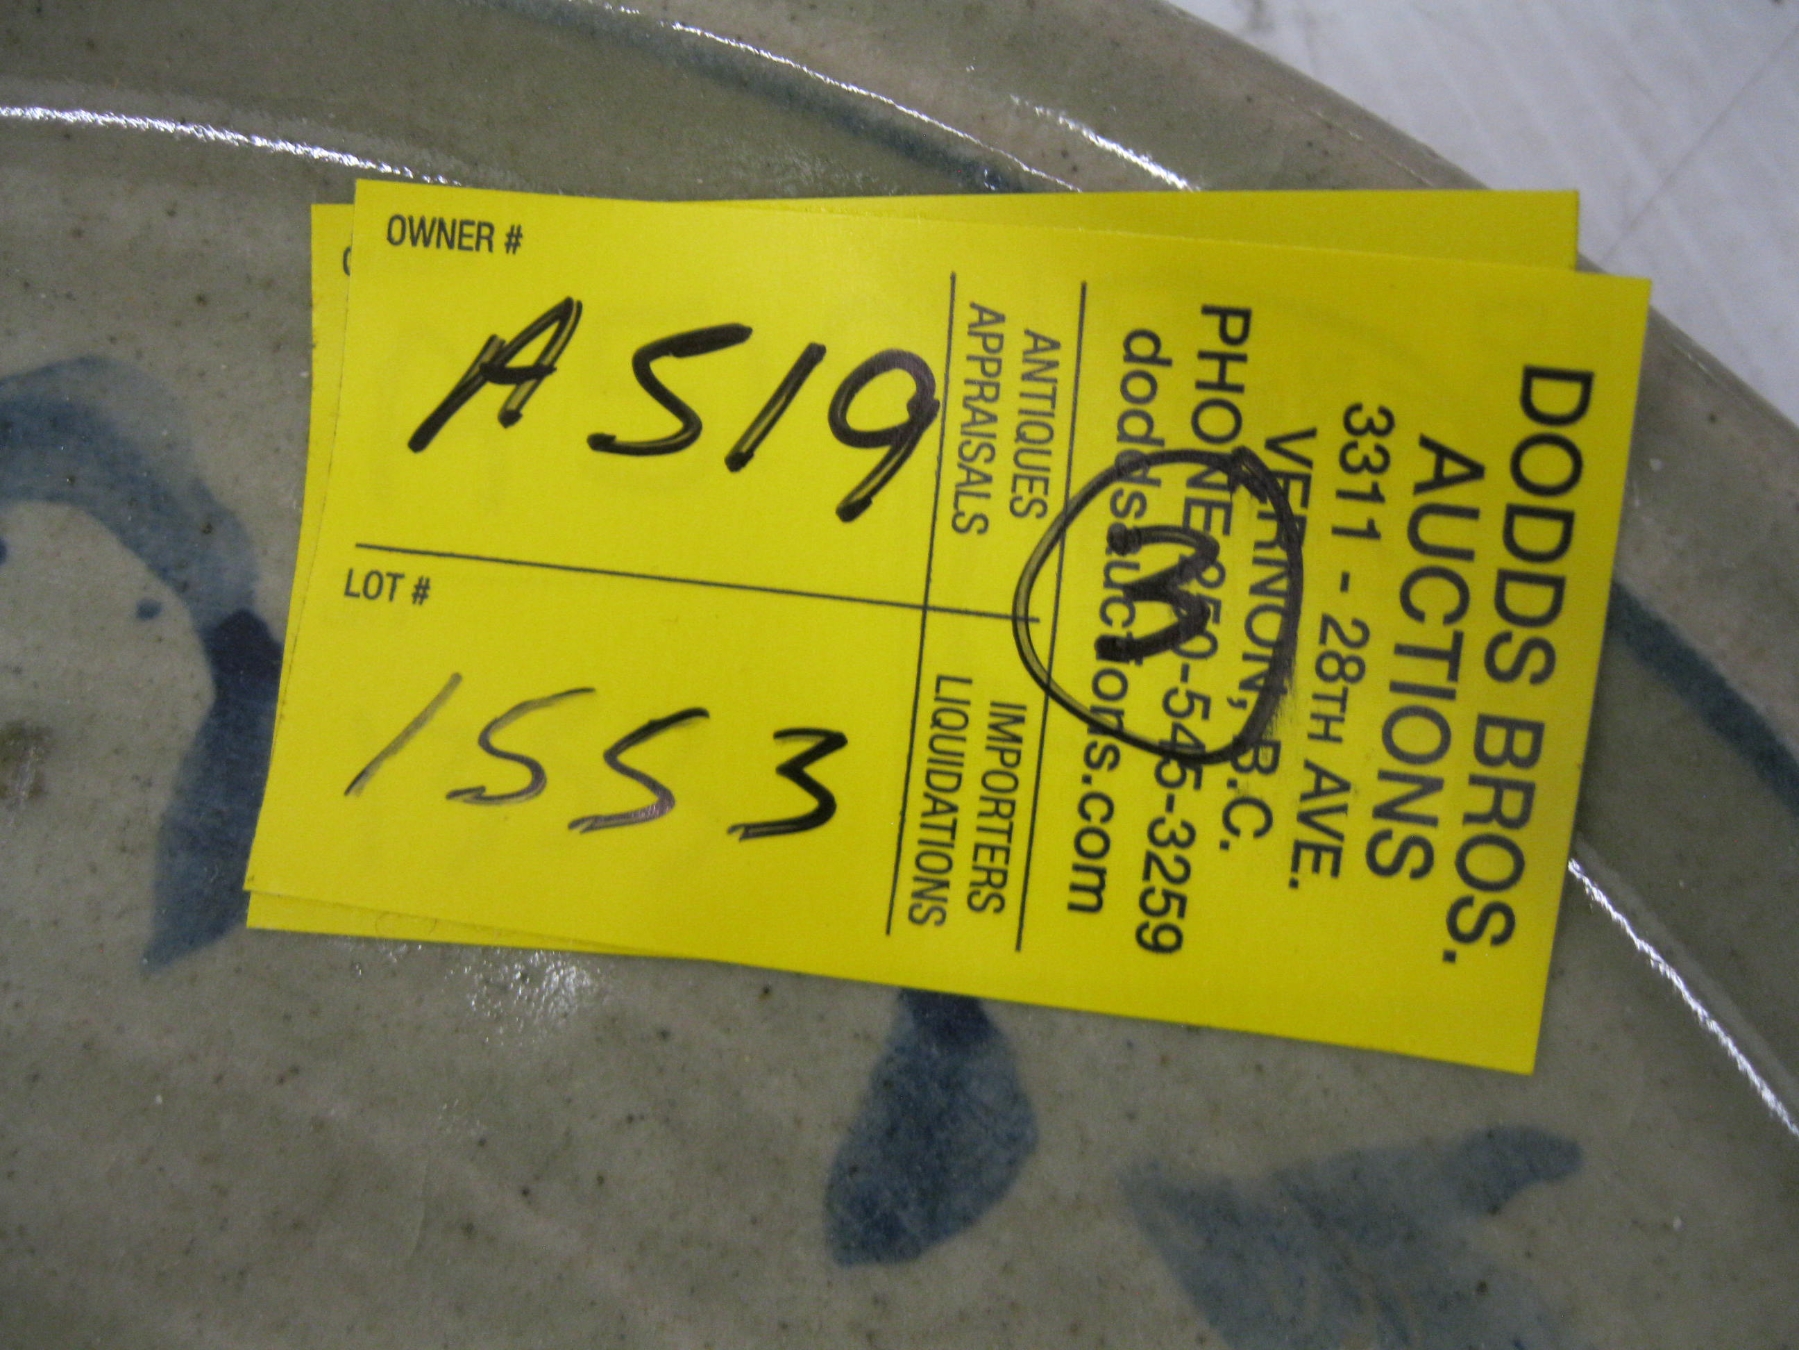 DODDS BROS.
AUCTIONS
3311 - 28TH AVE.
VERNON, B.C.
PHONE 250-545-3259
doddsauctions.com
ANTIQUES
APPRAISALS
IMPORTERS
LIQUIDATIONS
OWNER #
A519
LOT #
1553
3